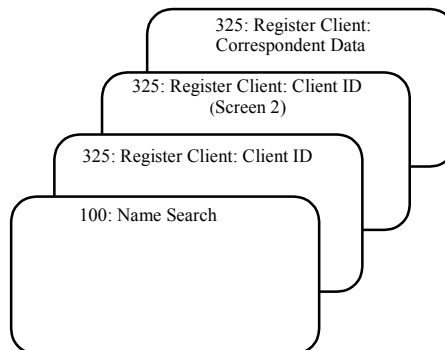 325: Register Client:
Correspondent Data
325: Register Client: Client ID
(Screen 2)
325: Register Client: Client ID
100: Name Search